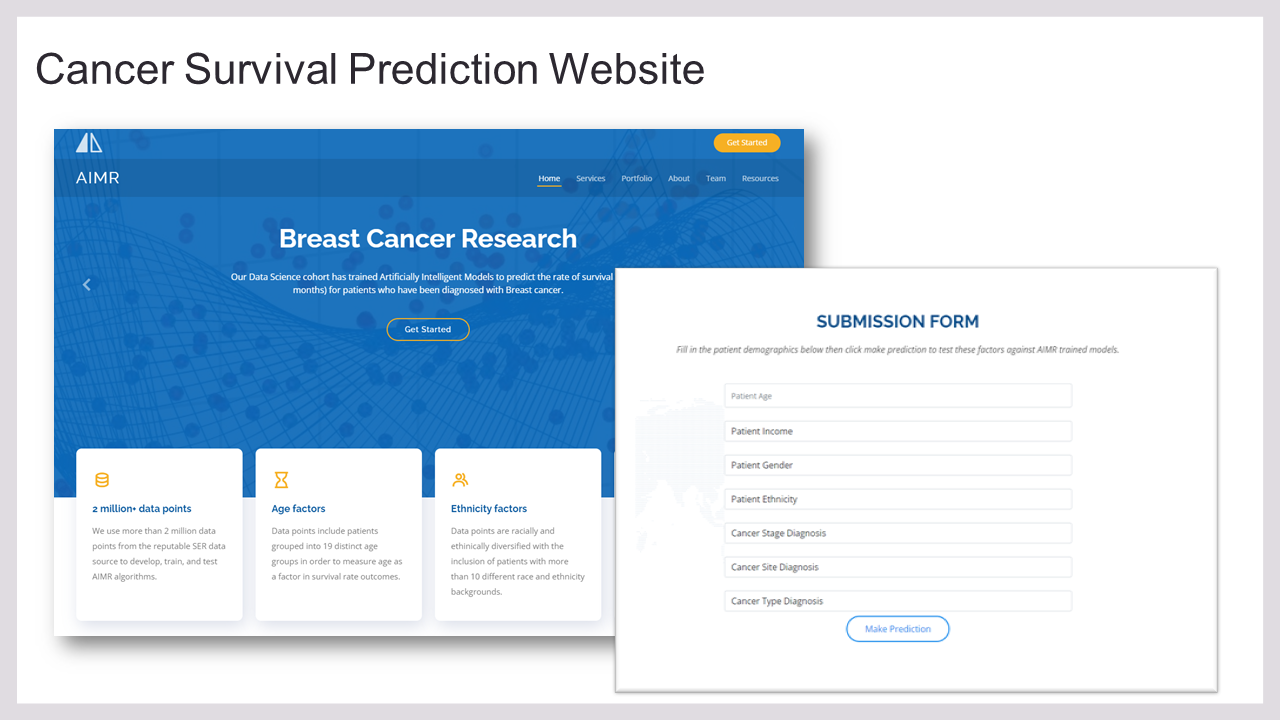 Cancer Survival Prediction Website
Get Started
AIMR
Home Services Portfolio About Team Resources
Breast Cancer Research
Our Data Science cohort has trained Artificially Intelligent Models to predict the rate of survival
months) for patients who have been diagnosed with Breast cancer.
Get Started
2 million+ data points
We use more than 2 million data
points from the reputable SER data
source to develop, train, and test
AIMR algorithms.
Age factors
Data points include patients
grouped into 19 distinct age
groups in order to measure age as
a factor in survival rate outcomes.
Ethnicity factors
Data points are racially and
ethinically diversified with the
inclusion of patients with more
than 10 different race and ethnicity
backgrounds.
SUBMISSION FORM
Fill in the patient demographics below then click make prediction to test these factors against AIMR trained models.
Patient Age
Patient Income
Patient Gender
Patient Ethnicity
Cancer Stage Diagnosis
Cancer Site Diagnosis
Cancer Type Diagnosis
Make Prediction